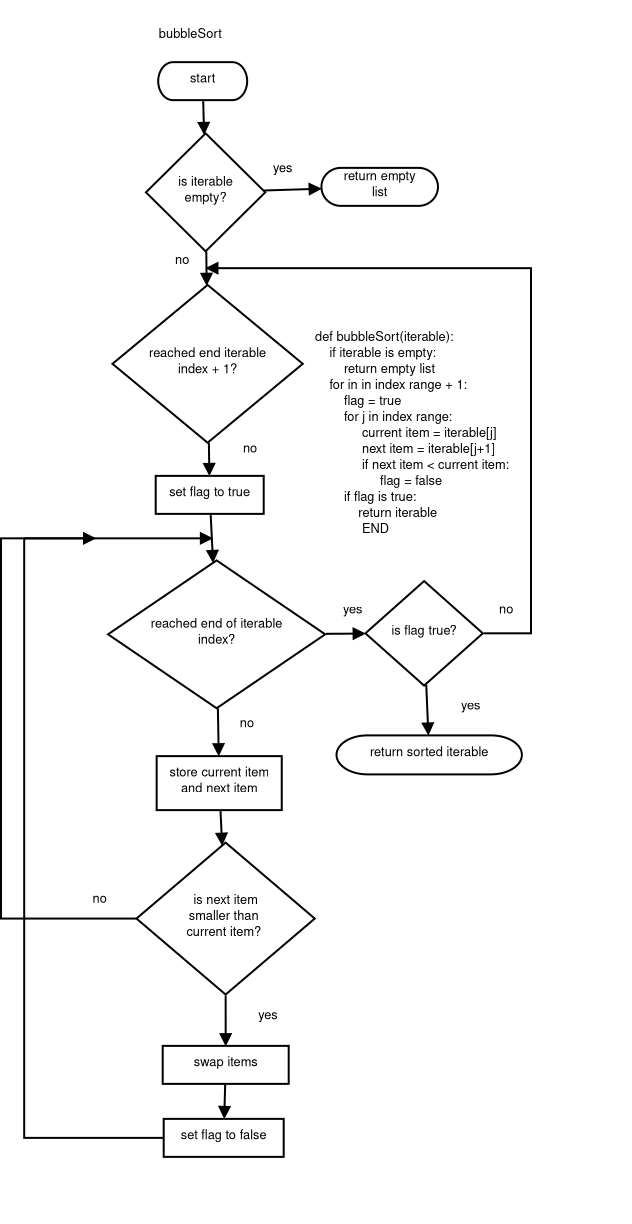 bubbleSort
start
is iterable
empty?
yes
return empty
list
no
reached end iterable
index + 1?
def bubbleSort(iterable):
if iterable is empty:
return empty list
for in in index range + 1:
flag = true
for j in index range:
current item = iterable[j]
next item = iterable[j+1]
if next item < current item:
flag = false
if flag is true:
return iterable
END
no
set flag to true
reached end of iterable
index?
yes
is flag true?
no
yes
return sorted iterable
no
store current item
and next item
is next item
smaller than
current item?
no
yes
swap items
set flag to false